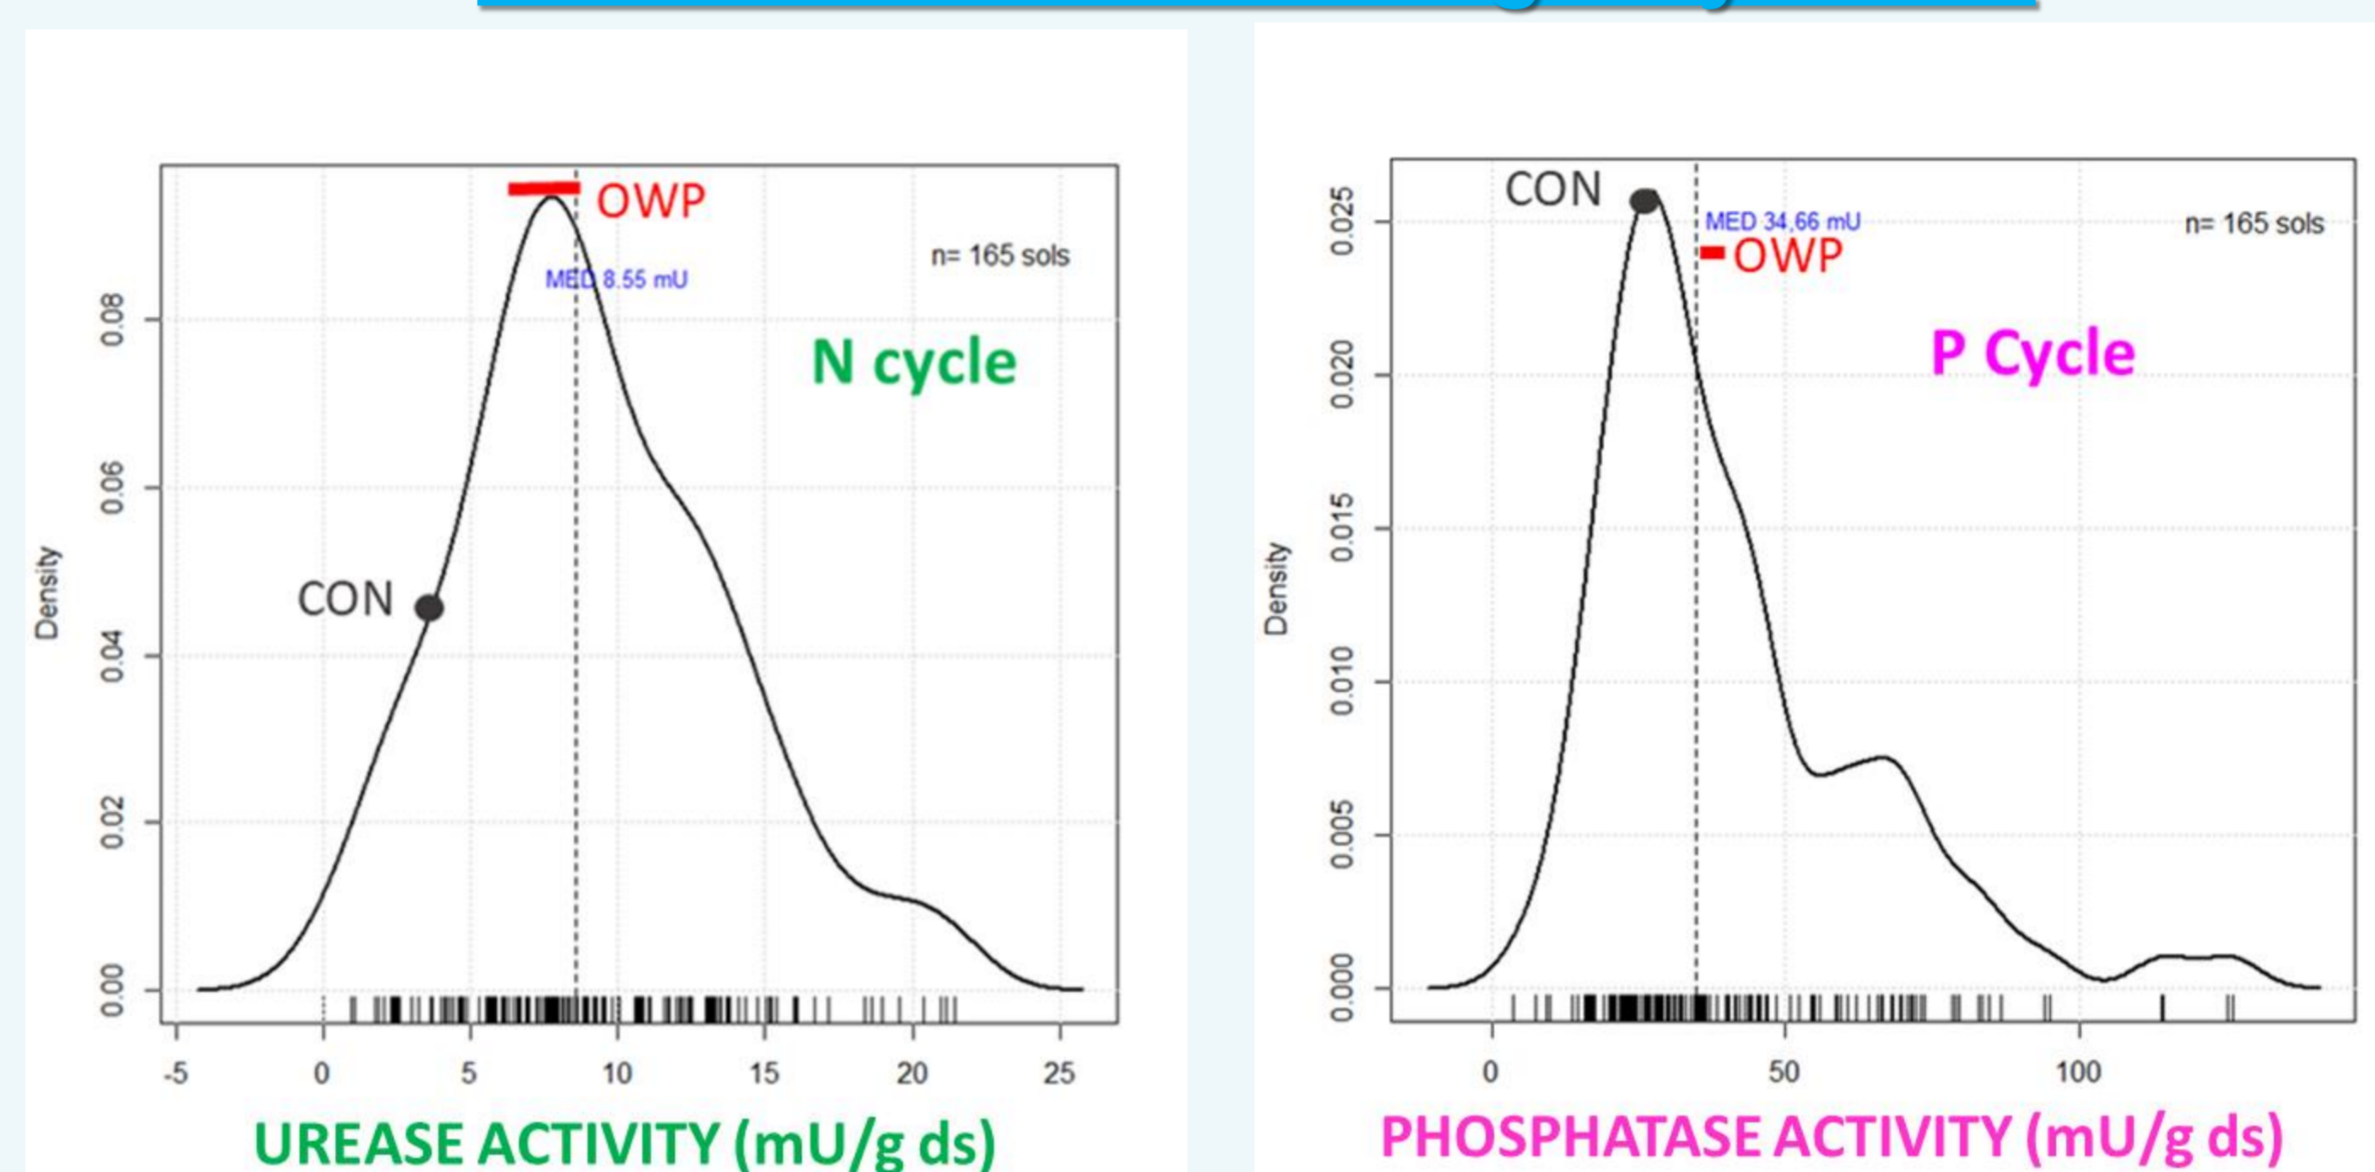 OWP
n= 165 sols
MED 8.55 mU
N cycle
CON
Density
0.00
0.02
0.04
0.06
0.08
-5
0
5
10
15
20
25
UREASE ACTIVITY (mU/g ds)
CON
MED 34,66 mU
n= 165 sols
OWP
P Cycle
Density
0.000
0.005
0.010
0.015
0.020
0.025
0
50
100
PHOSPHATASE ACTIVITY (mU/g ds)